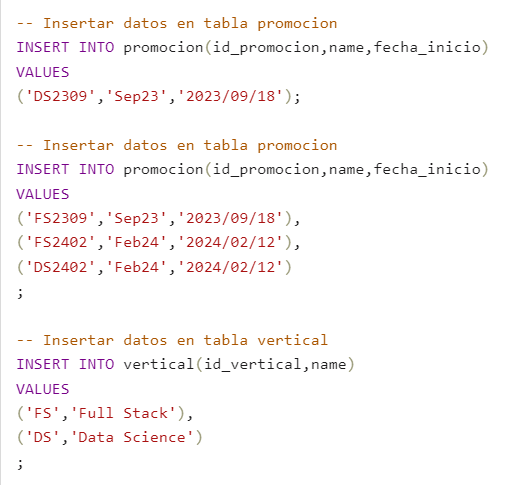 -- Insertar datos en tabla promocion
INSERT INTO promocion(id_promocion,name,fecha_inicio)
VALUES
('DS2309','Sep23','2023/09/18');
-- Insertar datos en tabla promocion
INSERT INTO promocion(id_promocion,name,fecha_inicio)
VALUES
('FS2309','Sep23','2023/09/18'),
('FS2402','Feb24','2024/02/12'),
('DS2402','Feb24','2024/02/12')
;
-- Insertar datos en tabla vertical
INSERT INTO vertical(id_vertical,name)
VALUES
('FS','Full Stack'),
('DS','Data Science')
;